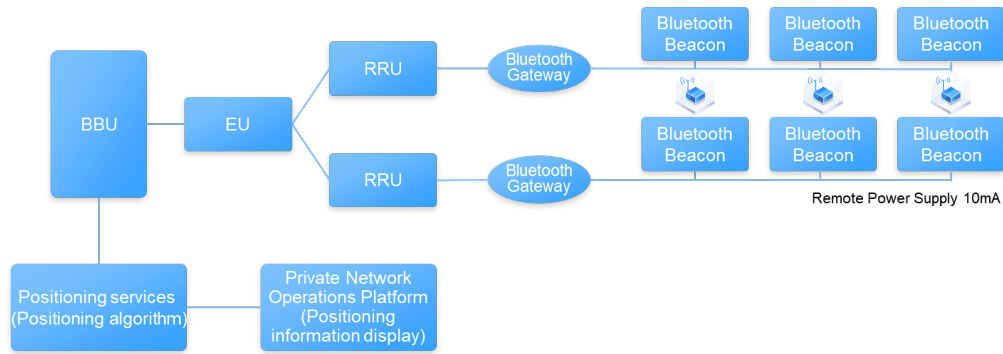 Bluetooth
Beacon
Bluetooth
Beacon
Bluetooth
Beacon
RRU
Bluetooth
Gateway
BBU
EU
Bluetooth
Beacon
Bluetooth
Beacon
Bluetooth
Beacon
RRU
Bluetooth
Gateway
Remote Power Supply 10mA
Positioning services
(Positioning algorithm)
Private Network
Operations Platform
(Positioning
information display)